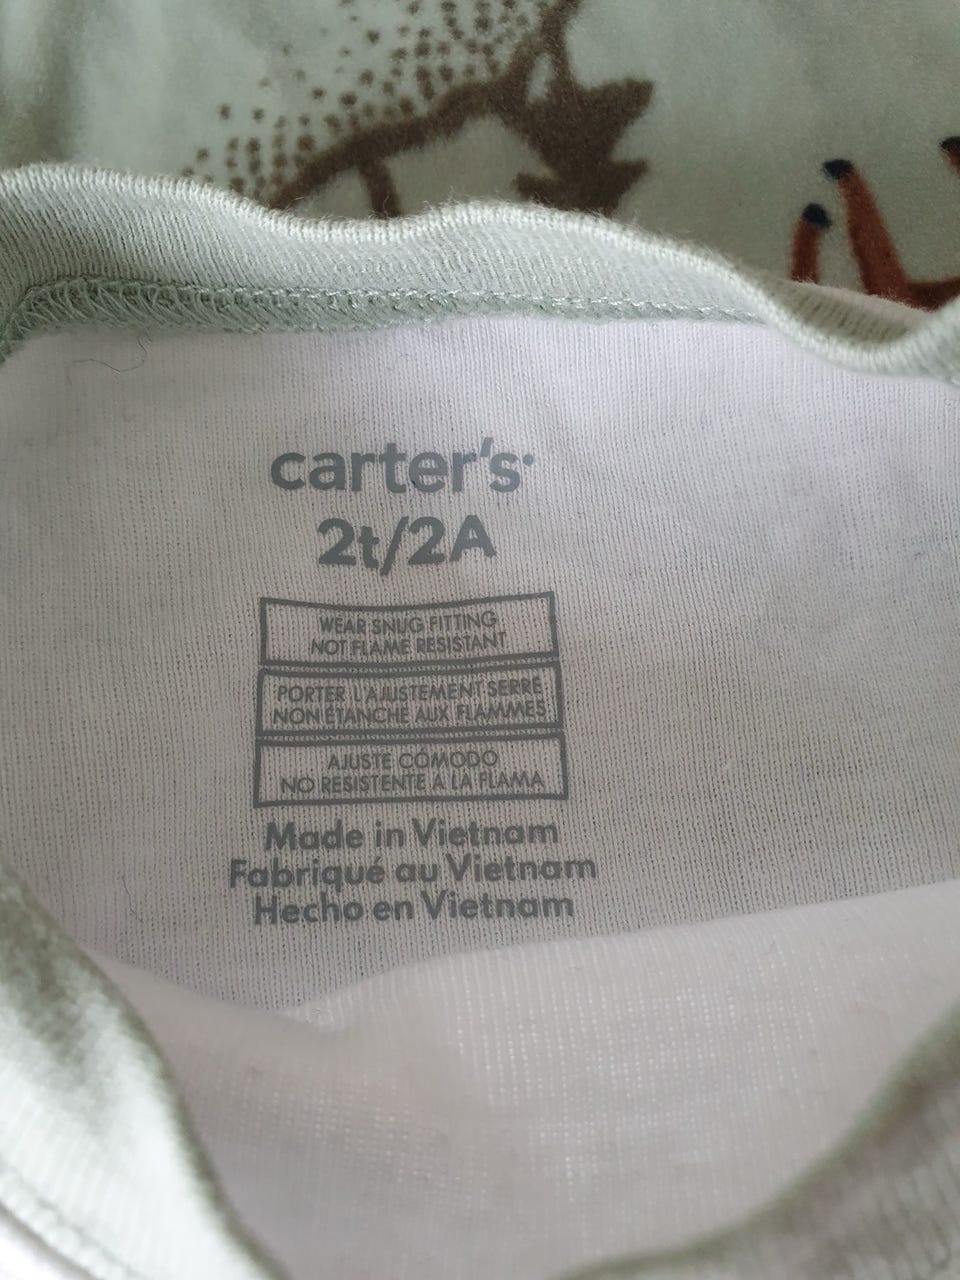 carter's
2t/2A
WEAR SNUG FITTING
NOT FLAME RESISTANT
PORTER L'AJUSTEMENT SERRÉ
NON ÉTANCHE AUX FLAMMES
AJUSTE CÓMODO
NO RESISTENTE A LA FLAMA
Made in Vietnam
Fabriqué au Vietnam
Hecho en Vietnam